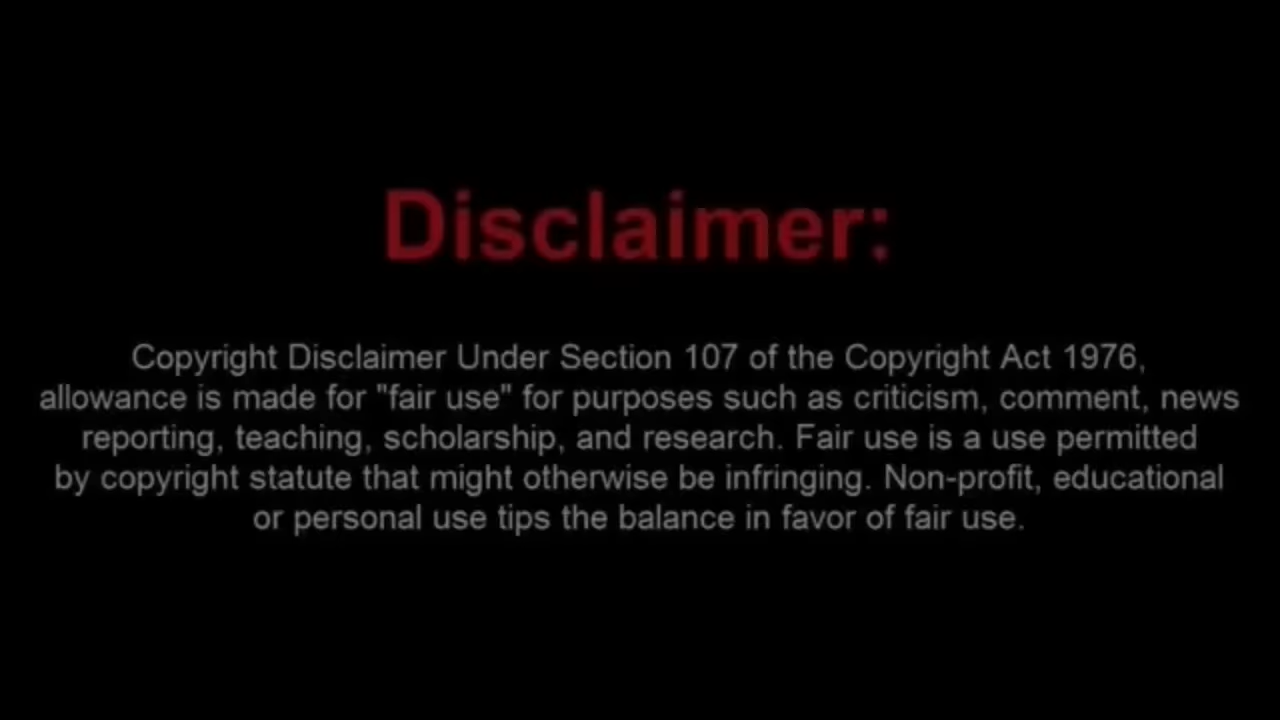 Disclaimer:
Copyright Disclaimer Under Section 107 of the Copyright Act 1976,
allowance is made for "fair use" for purposes such as criticism, comment, news
reporting, teaching, scholarship, and research. Fair use is a use permitted
by copyright statute that might otherwise be infringing. Non-profit, educational
or personal use tips the balance in favor of fair use.